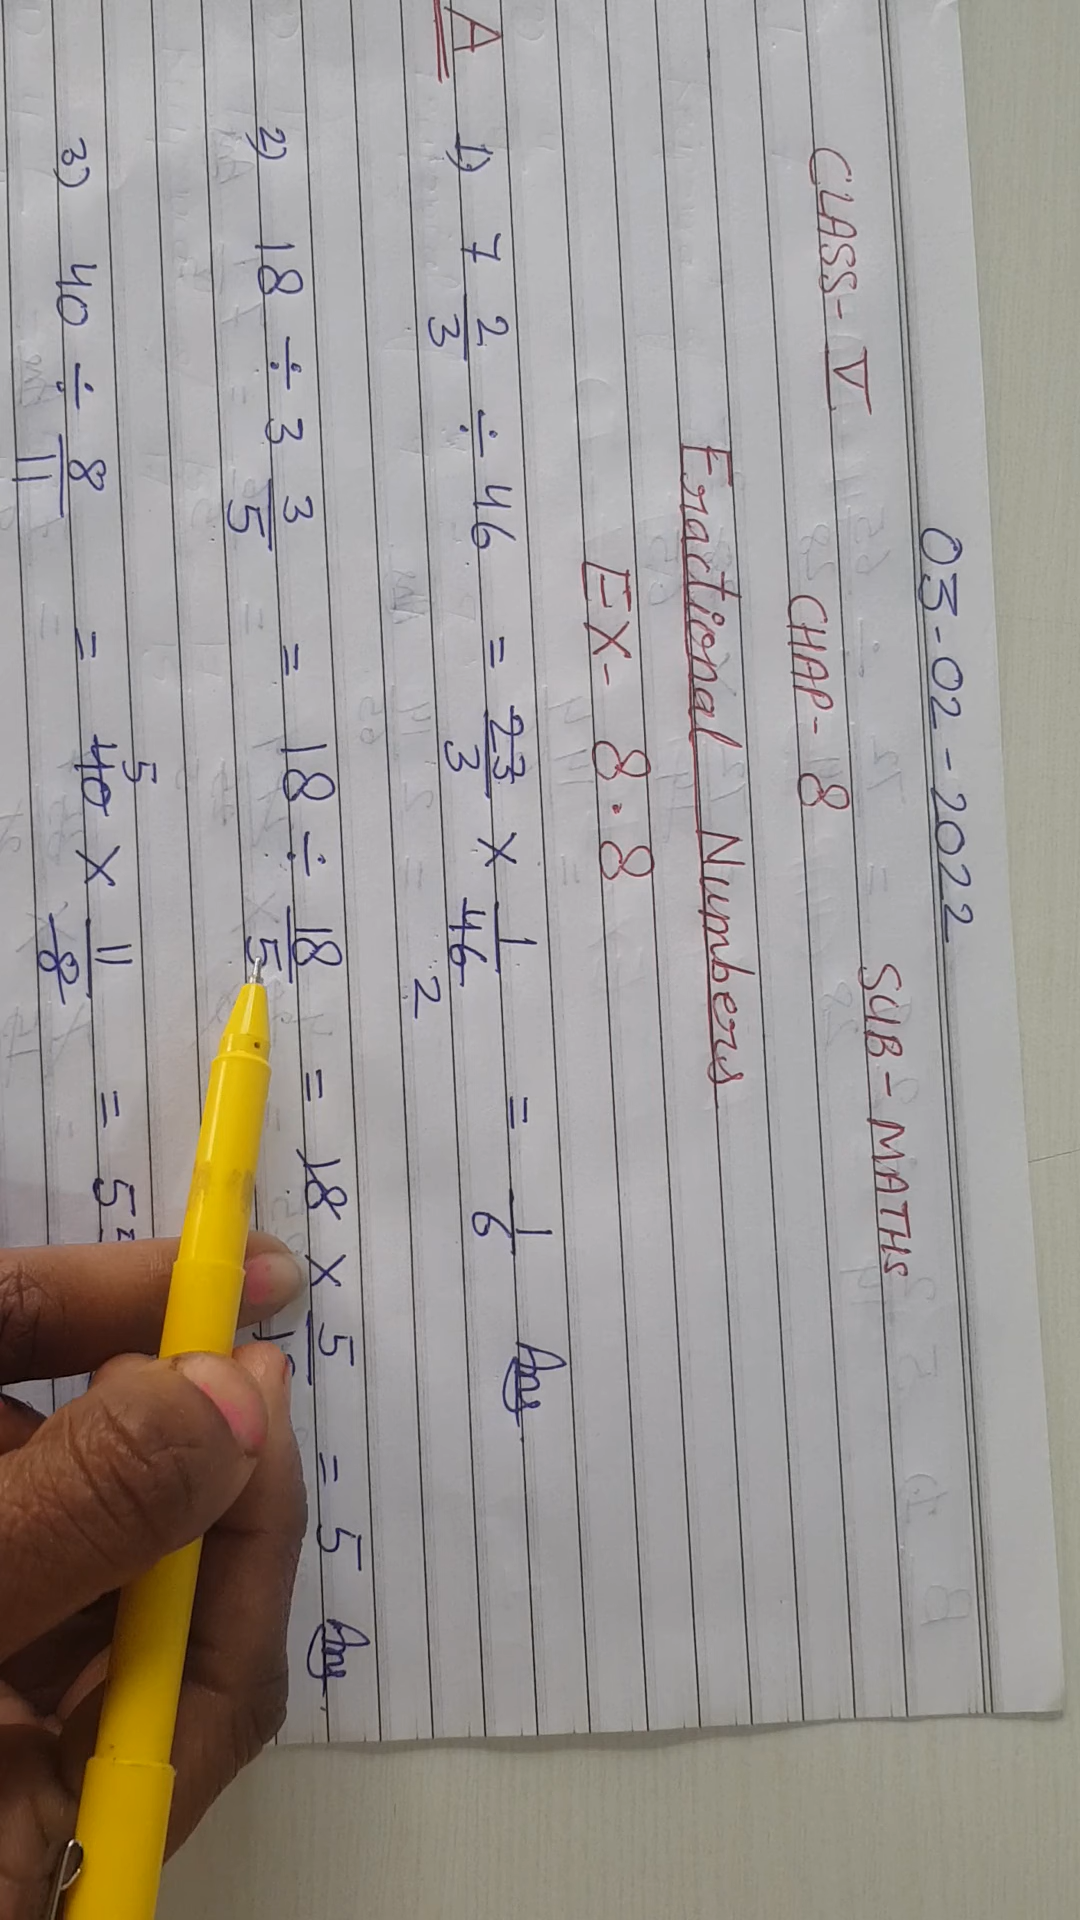 03-02-2022
CLASS- V CHAP- 8 SUB-MATHS
Fractional Numbers
EX- 8.8
A 1) 7 2/3 ÷ 46 = 23/3 × 1/46 2 = 1/6 Ans.
2) 18 ÷ 3 3/5 = 18 ÷ 18/5 = 18 × 5/ = 5 Ans.
3) 40 ÷ 8/11 = 40 5 × 11/8 = 5